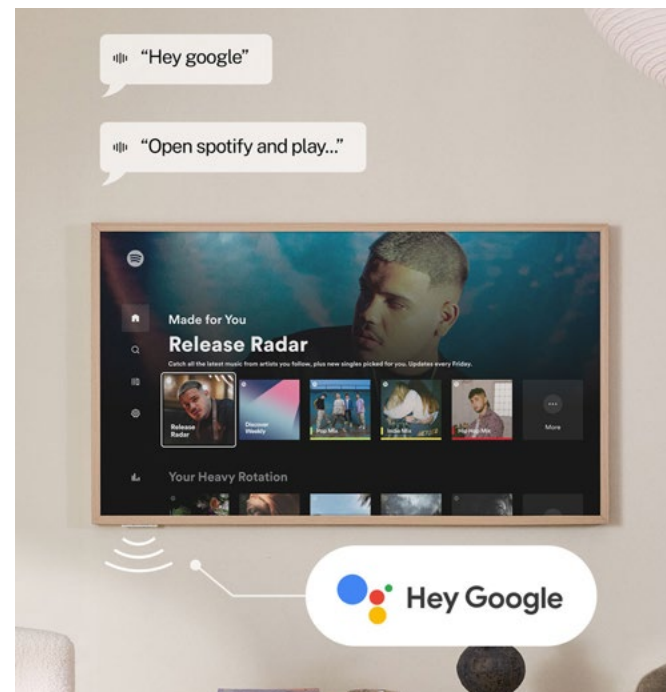 “Hey google”
“Open spotify and play...”
Made for You
Release Radar
Catch all the latest music from artists you follow, plus new singles picked for you. Updates every Friday.
Release Radar
Discover Weekly
Pop Mix
Indie Mix
Hip Hop Mix
More
Your Heavy Rotation
Hey Google